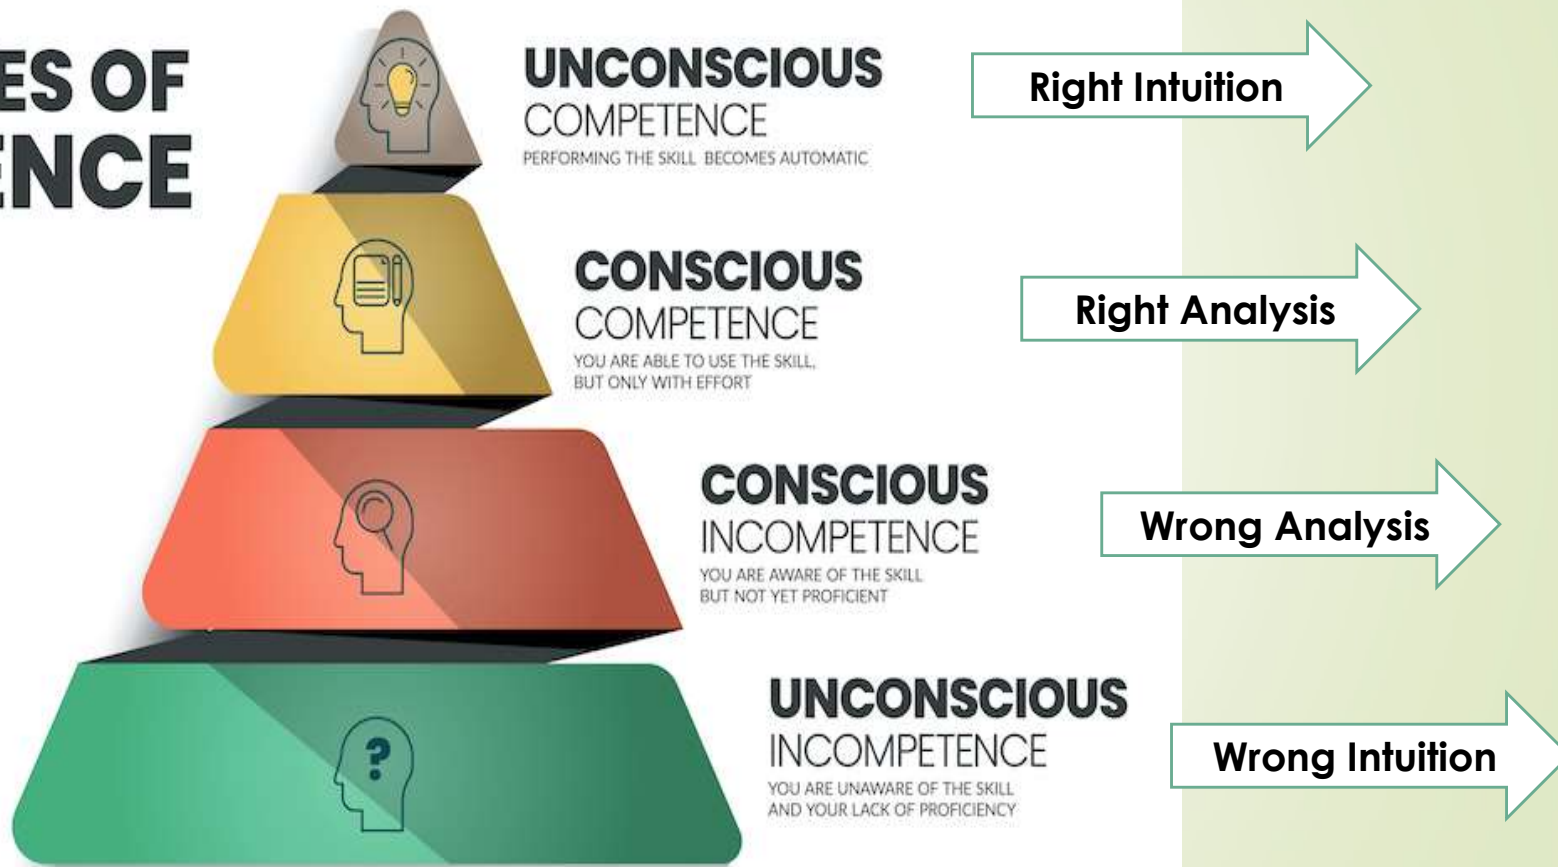 ES OF
ENCE
UNCONSCIOUS
COMPETENCE
PERFORMING THE SKILL BECOMES AUTOMATIC
Right Intuition
CONSCIOUS
COMPETENCE
YOU ARE ABLE TO USE THE SKILL,
BUT ONLY WITH EFFORT
Right Analysis
CONSCIOUS
INCOMPETENCE
YOU ARE AWARE OF THE SKILL
BUT NOT YET PROFICIENT
Wrong Analysis
UNCONSCIOUS
INCOMPETENCE
YOU ARE UNAWARE OF THE SKILL
AND YOUR LACK OF PROFICIENCY
Wrong Intuition
?